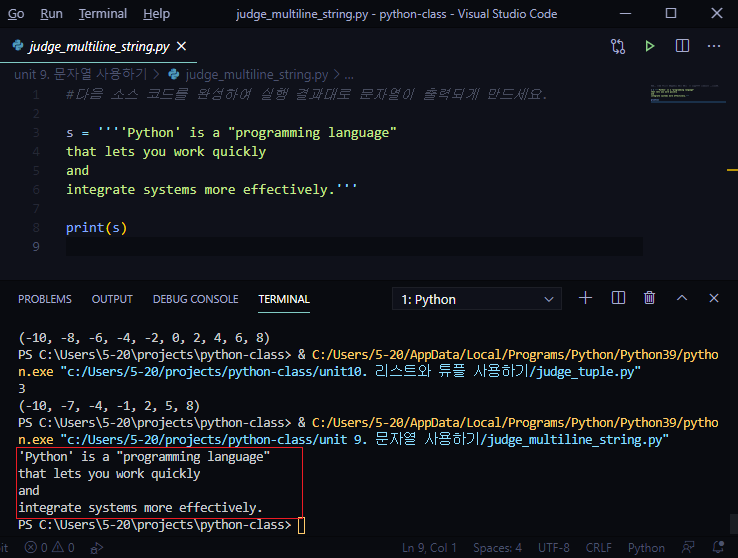 Go Run Terminal Help judge_multiline_string.py - python-class - Visual Studio Code
judge_multiline_string.py
unit 9. 문자열 사용하기 > judge_multiline_string.py > ...
1 #다음 소스 코드를 완성하여 실행 결과대로 문자열이 출력되게 만드세요.
2
3 s = ''''Python' is a "programming language"
4 that lets you work quickly
5 and
6 integrate systems more effectively.'''
7
8 print(s)
9
PROBLEMS OUTPUT DEBUG CONSOLE TERMINAL 1: Python
(-10, -8, -6, -4, -2, 0, 2, 4, 6, 8)
PS C:\Users\5-20\projects\python-class> & C:/Users/5-20/AppData/Local/Programs/Python/Python39/pytho
n.exe "c:/Users/5-20/projects/python-class/unit10. 리스트와 튜플 사용하기/judge_tuple.py"
3
(-10, -7, -4, -1, 2, 5, 8)
PS C:\Users\5-20\projects\python-class> & C:/Users/5-20/AppData/Local/Programs/Python/Python39/pytho
n.exe "c:/Users/5-20/projects/python-class/unit 9. 문자열 사용하기/judge_multiline_string.py"
'Python' is a "programming language"
that lets you work quickly
and
integrate systems more effectively.
PS C:\Users\5-20\projects\python-class>
-it 0 0 Ln 9, Col 1 Spaces: 4 UTF-8 CRLF Python